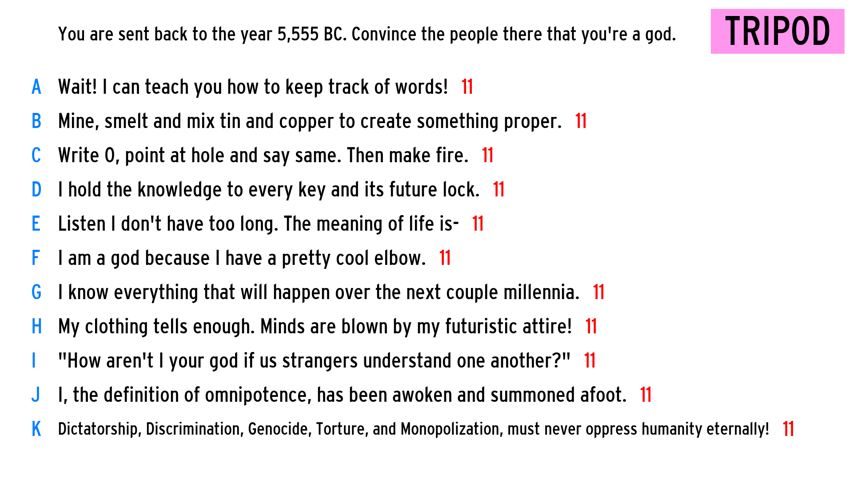 You are sent back to the year 5,555 BC. Convince the people there that you're a god.
TRIPOD
A Wait! I can teach you how to keep track of words! 11
B Mine, smelt and mix tin and copper to create something proper. 11
C Write 0, point at hole and say same. Then make fire. 11
D I hold the knowledge to every key and its future lock. 11
E Listen I don't have too long. The meaning of life is- 11
F I am a god because I have a pretty cool elbow. 11
G I know everything that will happen over the next couple millennia. 11
H My clothing tells enough. Minds are blown by my futuristic attire! 11
I "How aren't I your god if us strangers understand one another?" 11
J I, the definition of omnipotence, has been awoken and summoned afoot. 11
K Dictatorship, Discrimination, Genocide, Torture, and Monopolization, must never oppress humanity eternally! 11